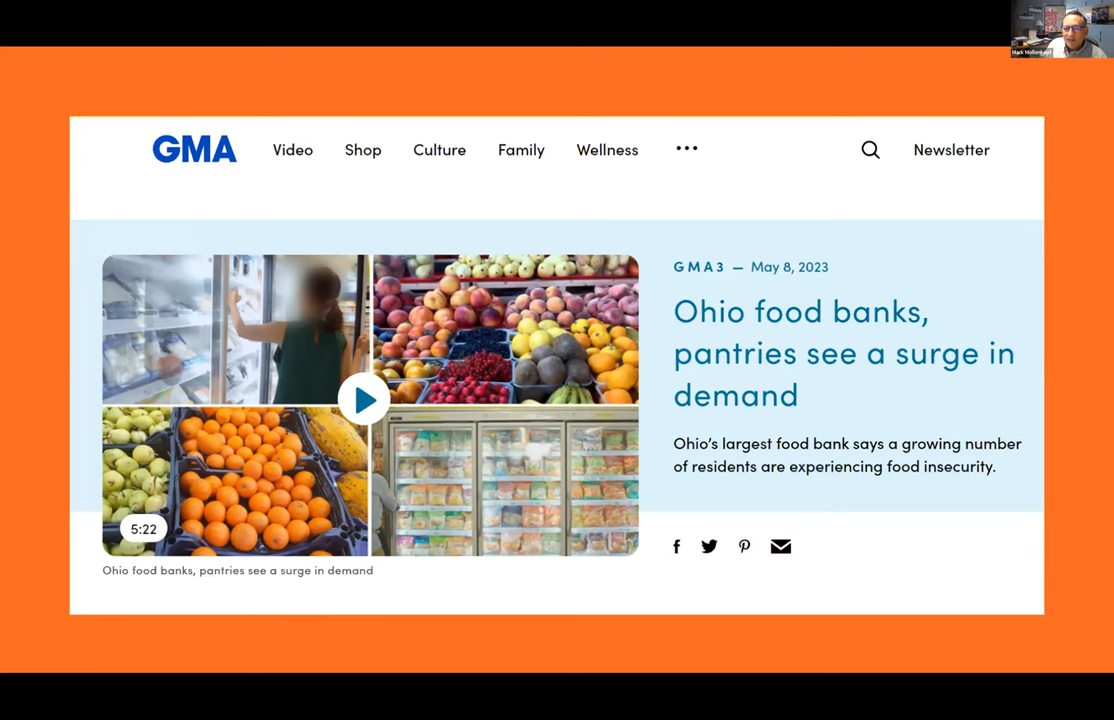 Mark Mollenkopf
GMA Video Shop Culture Family Wellness ••• Newsletter
GMA3 — May 8, 2023
Ohio food banks,
pantries see a surge in
demand
Ohio's largest food bank says a growing number
of residents are experiencing food insecurity.
5:22
Ohio food banks, pantries see a surge in demand